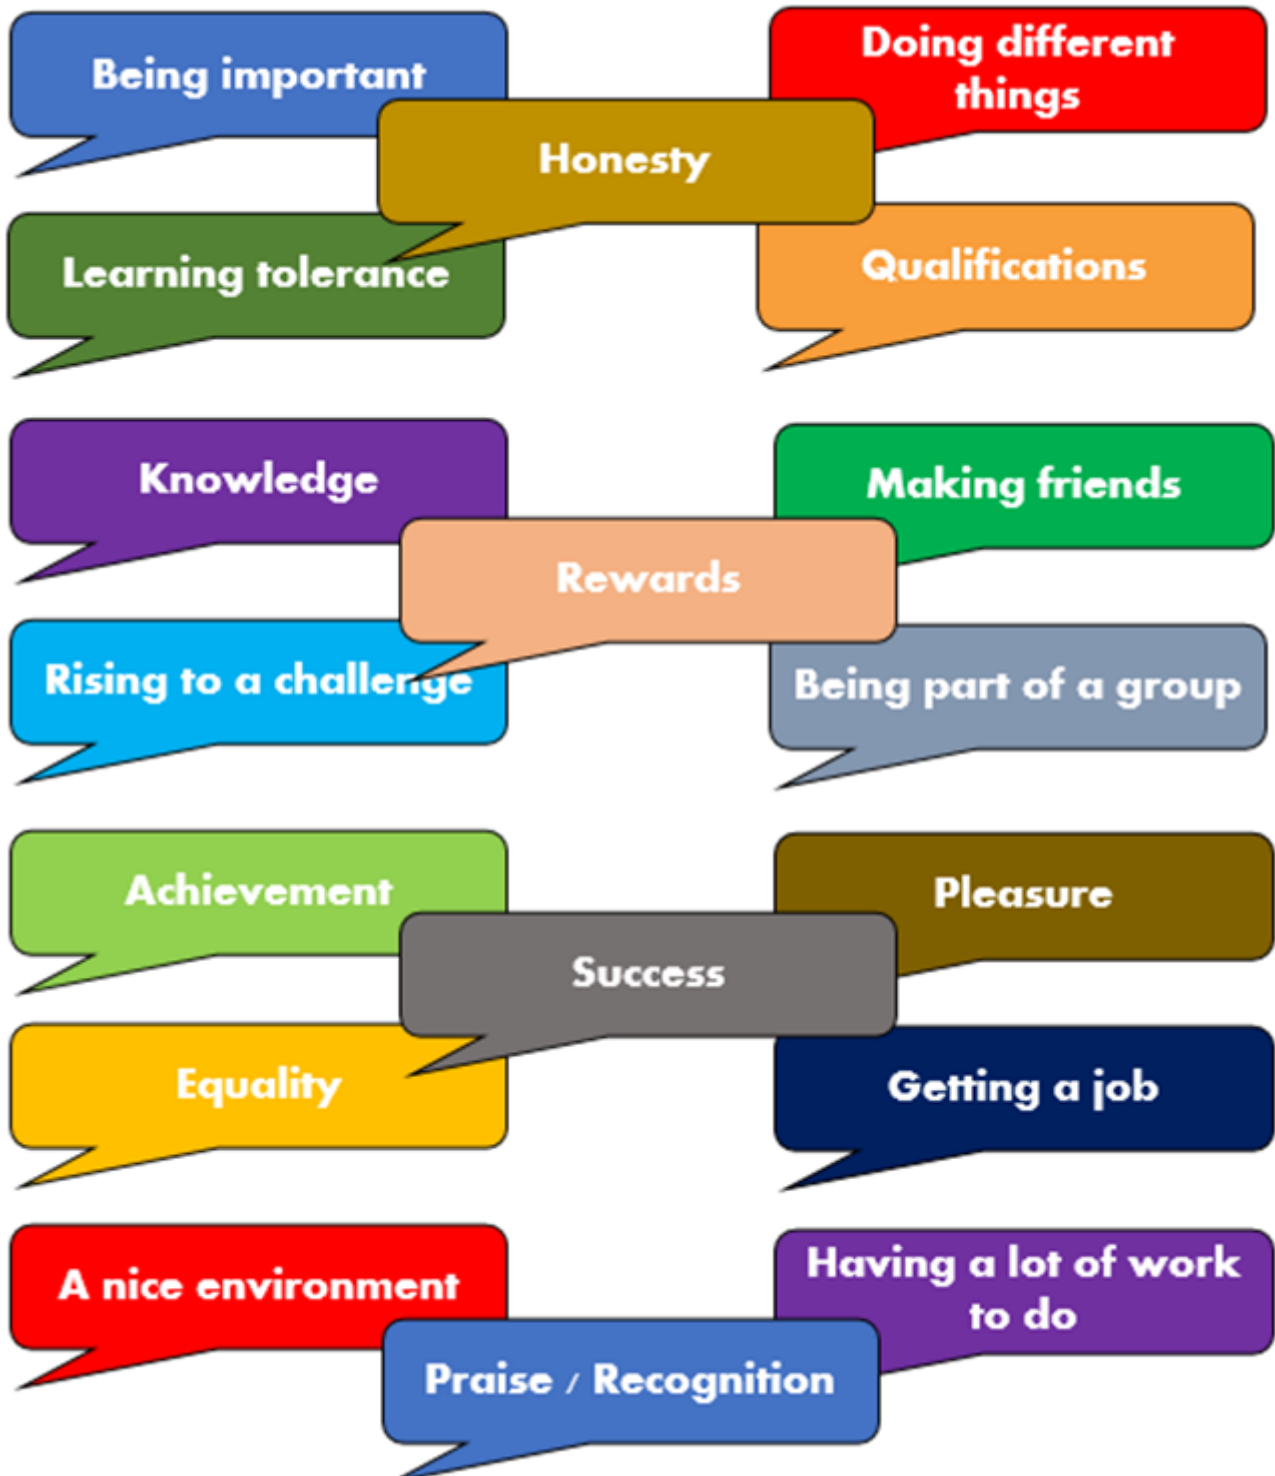 Being important
Doing different
things
Honesty
Learning tolerance
Qualifications
Knowledge
Making friends
Rewards
Rising to a challenge
Being part of a group
Achievement
Pleasure
Success
Equality
Getting a job
A nice environment
Having a lot of work
to do
Praise / Recognition